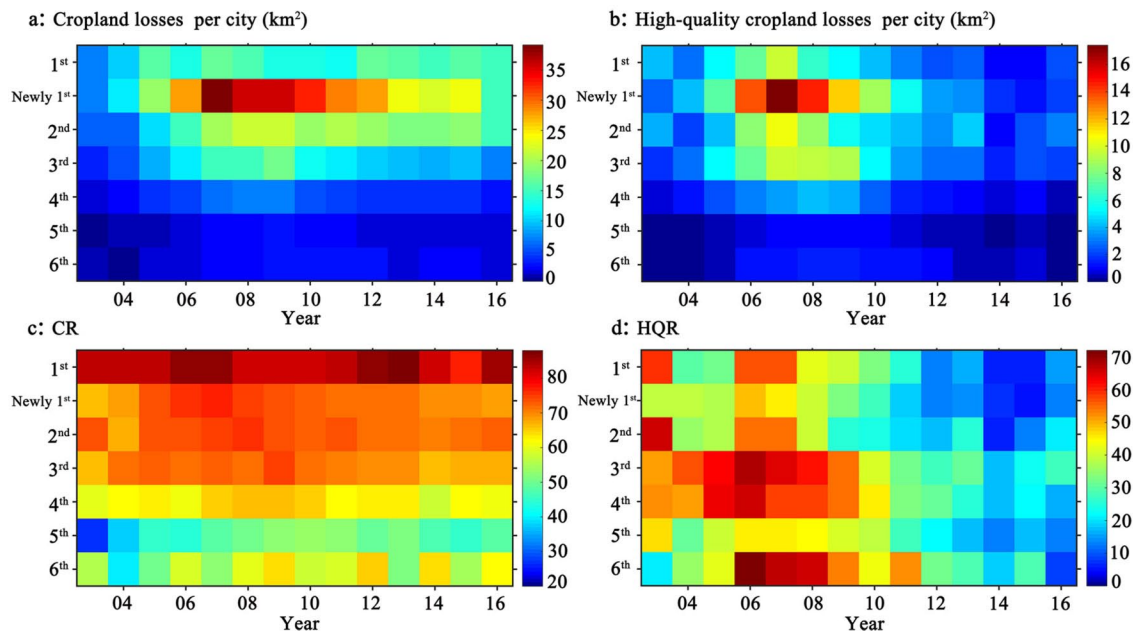 a: Cropland losses per city (km²)
1st
Newly 1st
2nd
3rd
4th
5th
6th
04 06 08 10 12 14 16
Year
35
30
25
20
15
10
5
0
b: High-quality cropland losses per city (km²)
1st
Newly 1st
2nd
3rd
4th
5th
6th
04 06 08 10 12 14 16
Year
16
14
12
10
8
6
4
2
0
c: CR
1st
Newly 1st
2nd
3rd
4th
5th
6th
04 06 08 10 12 14 16
Year
80
70
60
50
40
30
20
d: HQR
1st
Newly 1st
2nd
3rd
4th
5th
6th
04 06 08 10 12 14 16
Year
70
60
50
40
30
20
10
0